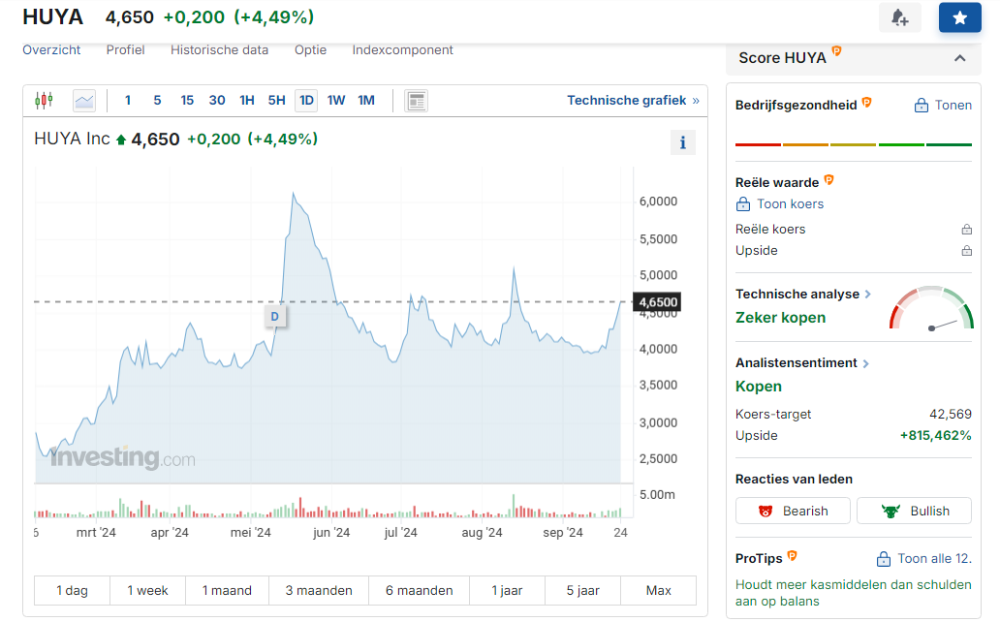 HUYA 4,650 +0,200 (+4,49%)
Overzicht Profiel Historische data Optie Indexcomponent
1 5 15 30 1H 5H 1D 1W 1M Technische grafiek »
HUYA Inc 4,650 +0,200 (+4,49%)
i
6,0000
5,5000
5,0000
4,6500
4,5000
4,0000
3,5000
3,0000
2,5000
5.00m
D
Investing.com
6 mrt '24 apr '24 mei '24 jun '24 jul '24 aug '24 sep '24 24
1 dag 1 week 1 maand 3 maanden 6 maanden 1 jaar 5 jaar Max
Score HUYA
Bedrijfsgezondheid Tonen
Reële waarde
Toon koers
Reële koers
Upside
Technische analyse
Zeker kopen
Analistensentiment
Kopen
Koers-target 42,569
Upside +815,462%
Reacties van leden
Bearish Bullish
ProTips Toon alle 12.
Houdt meer kasmiddelen dan schulden
aan op balans